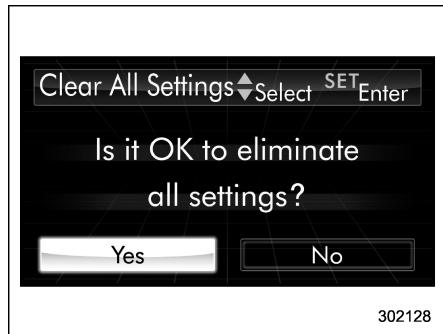 Clear All Settings Select SET Enter
Is it OK to eliminate
all settings?
Yes No
302128